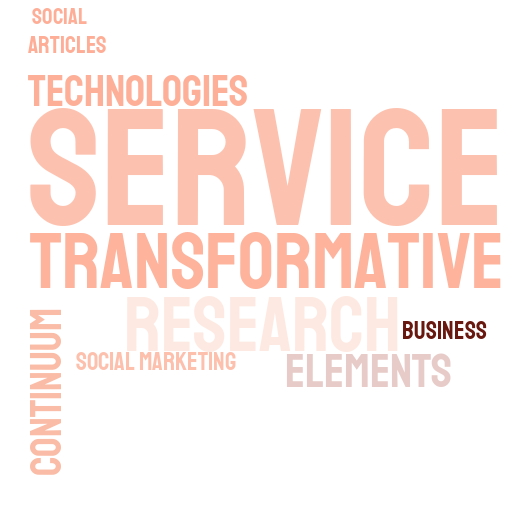 SOCIAL
ARTICLES
TECHNOLOGIES
SERVICE
TRANSFORMATIVE
RESEARCH
BUSINESS
SOCIAL MARKETING
ELEMENTS
CONTINUUM